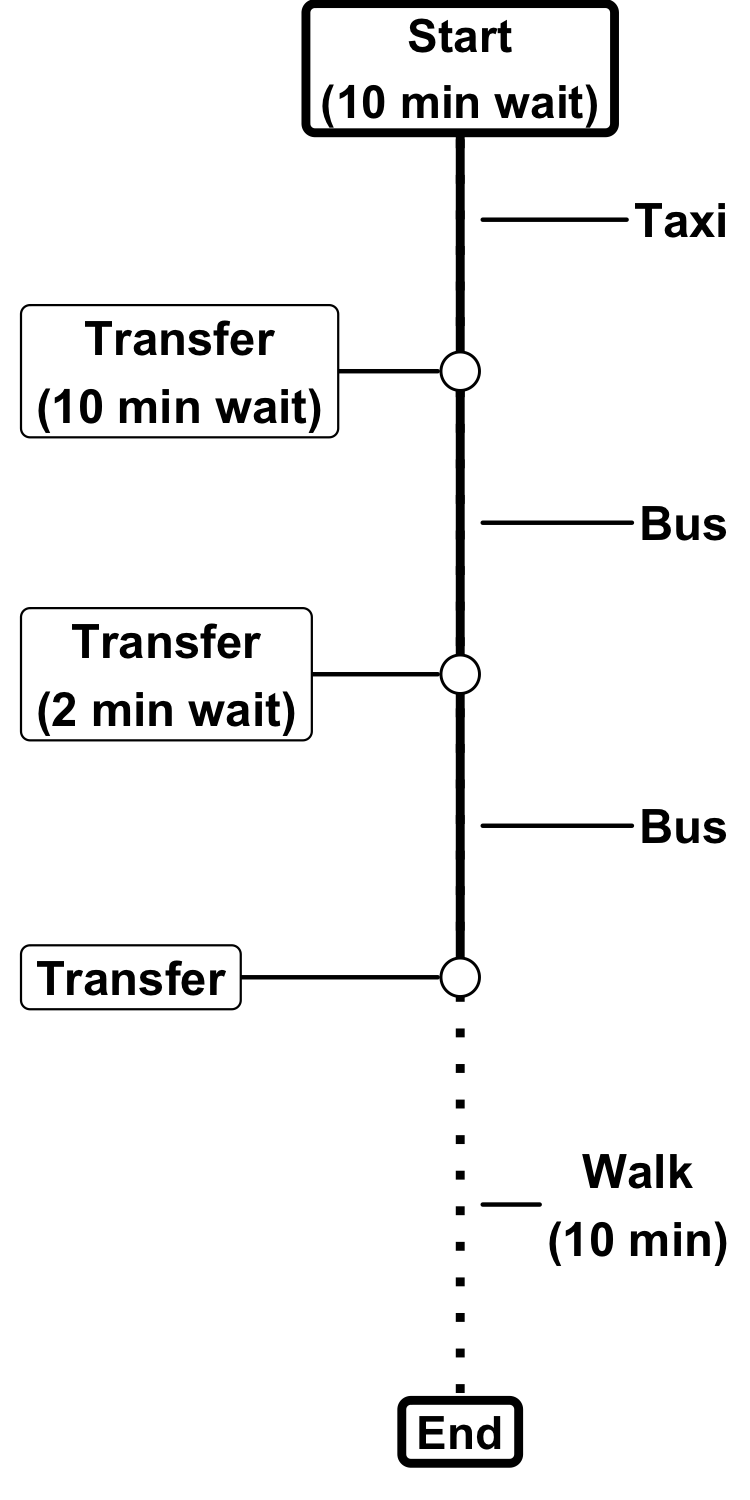 Start
(10 min wait)
Taxi
Transfer
(10 min wait)
Bus
Transfer
(2 min wait)
Bus
Transfer
Walk
(10 min)
End